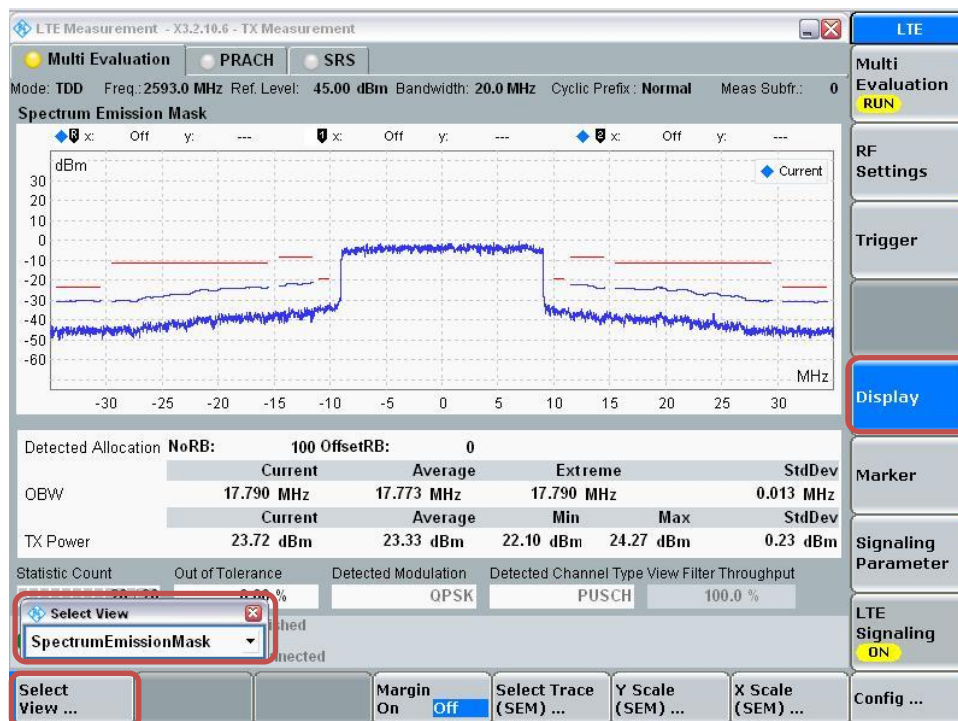 LTE Measurement - X3.2.10.6 - TX Measurement
LTE
Multi Evaluation PRACH SRS
Mode: TDD Freq.: 2593.0 MHz Ref. Level: 45.00 dBm Bandwidth: 20.0 MHz Cyclic Prefix : Normal Meas Subfr.: 0
Spectrum Emission Mask
R x: Off y: --- 1 x: Off y: --- 2 x: Off y: ---
dBm
Current
30
20
10
0
-10
-20
-30
-40
-50
-60
MHz
-30 -25 -20 -15 -10 -5 0 5 10 15 20 25 30
Detected Allocation NoRB: 100 OffsetRB: 0
Current Average Extreme StdDev
OBW 17.790 MHz 17.773 MHz 17.790 MHz 0.013 MHz
Current Average Min Max StdDev
TX Power 23.72 dBm 23.33 dBm 22.10 dBm 24.27 dBm 0.23 dBm
Statistic Count Out of Tolerance Detected Modulation Detected Channel Type View Filter Throughput
% QPSK PUSCH 100.0 %
Select View
SpectrumEmissionMask
Multi
Evaluation
RUN
RF
Settings
Trigger
Display
Marker
Signaling
Parameter
LTE
Signaling
ON
Config ...
Select
View ...
Margin
On Off
Select Trace
(SEM) ...
Y Scale
(SEM) ...
X Scale
(SEM) ...